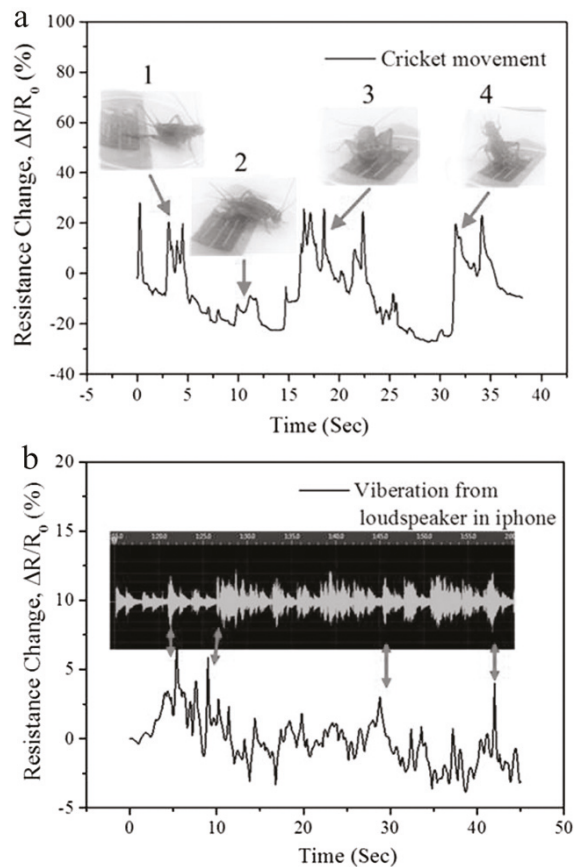 a
100
80
60
40
20
0
-20
-40
-5 0 5 10 15 20 25 30 35 40
Resistance Change, ΔR/R₀ (%)
Time (Sec)
Cricket movement
1
2
3
4
b
20
15
10
5
0
-5
0 10 20 30 40 50
Resistance Change, ΔR/R₀ (%)
Time (Sec)
Viberation from
loudspeaker in iphone